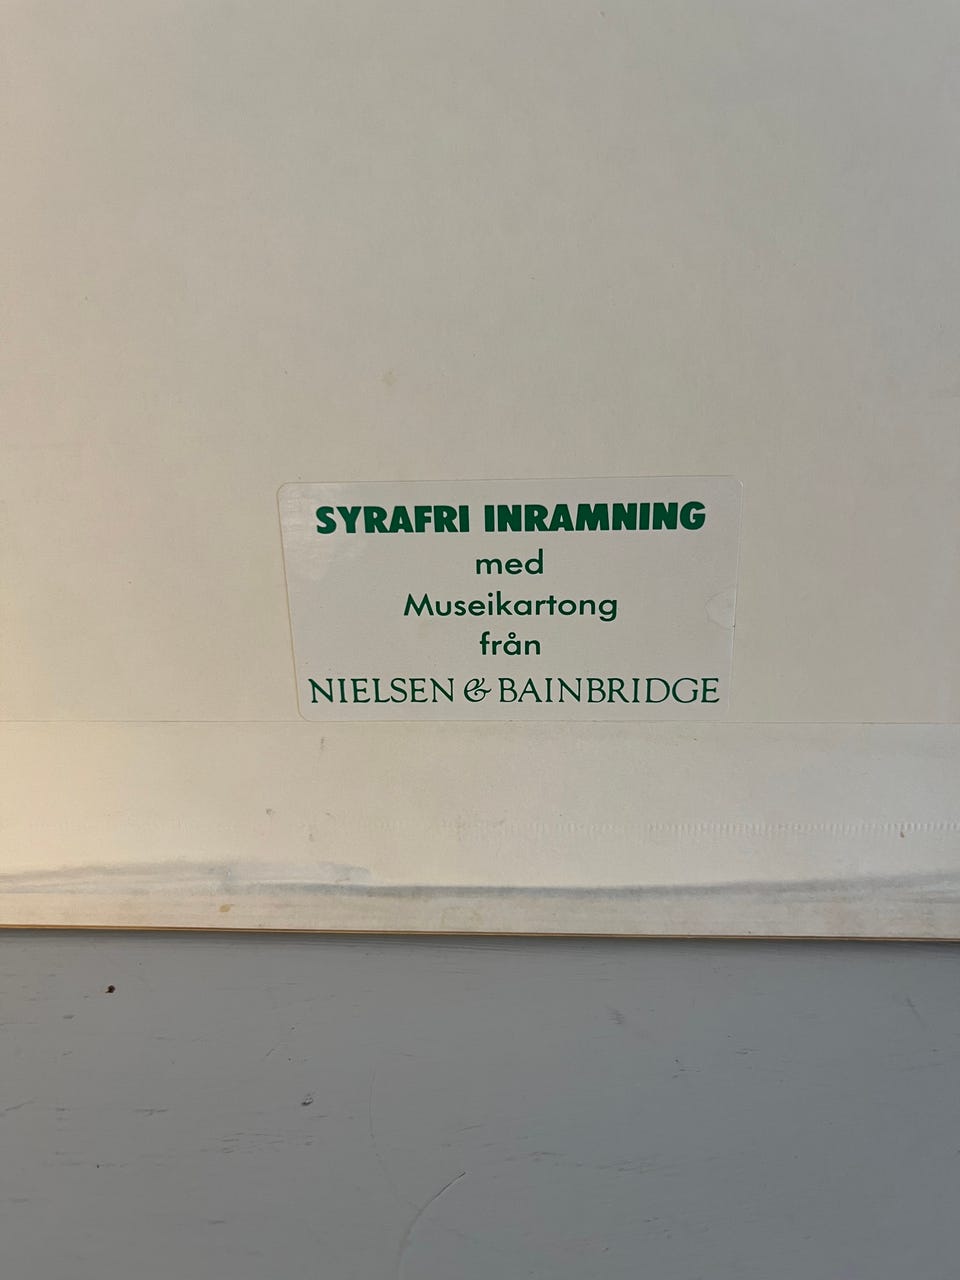 SYRAFRI INRAMNING
med
Museikartong
från
NIELSEN & BAINBRIDGE